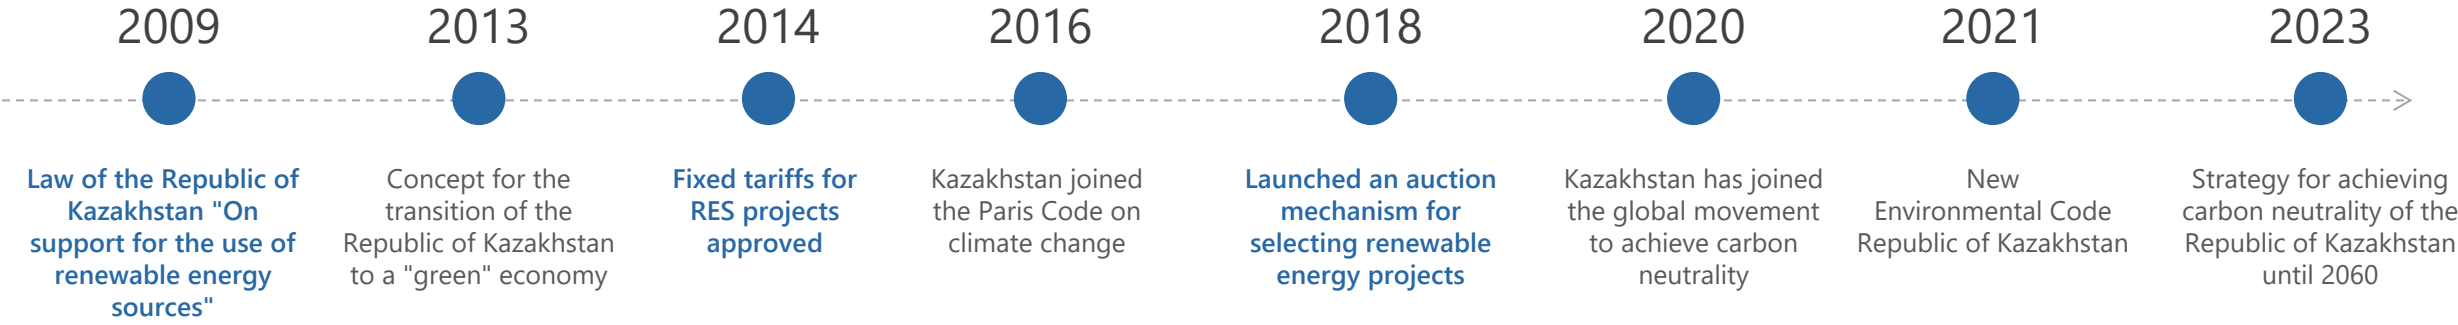 2009
2013
2014
2016
2018
2020
2021
2023
Law of the Republic of
Kazakhstan "On
support for the use of
renewable energy
sources"
Concept for the
transition of the
Republic of Kazakhstan
to a "green" economy
Fixed tariffs for
RES projects
approved
Kazakhstan joined
the Paris Code on
climate change
Launched an auction
mechanism for
selecting renewable
energy projects
Kazakhstan has joined
the global movement
to achieve carbon
neutrality
New
Environmental Code
Republic of Kazakhstan
Strategy for achieving
carbon neutrality of the
Republic of Kazakhstan
until 2060